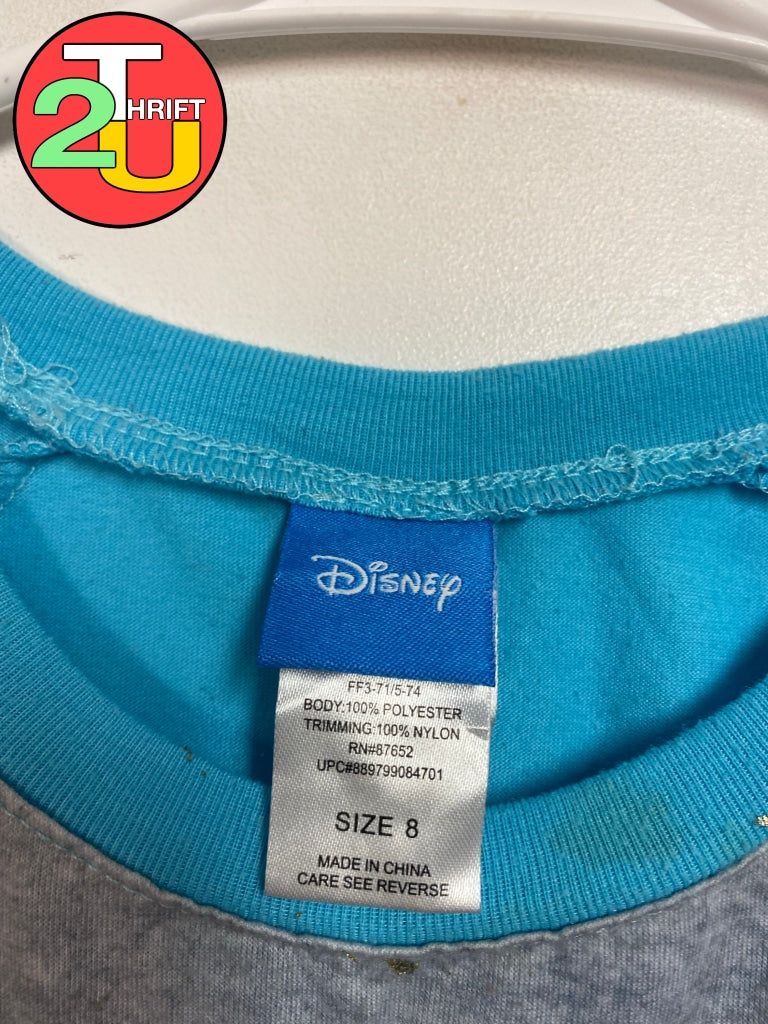 2 THRIFT U
Disney
FF3-71/5-74
BODY:100% POLYESTER
TRIMMING:100% NYLON
RN#87652
UPC#889799084701
SIZE 8
MADE IN CHINA
CARE SEE REVERSE